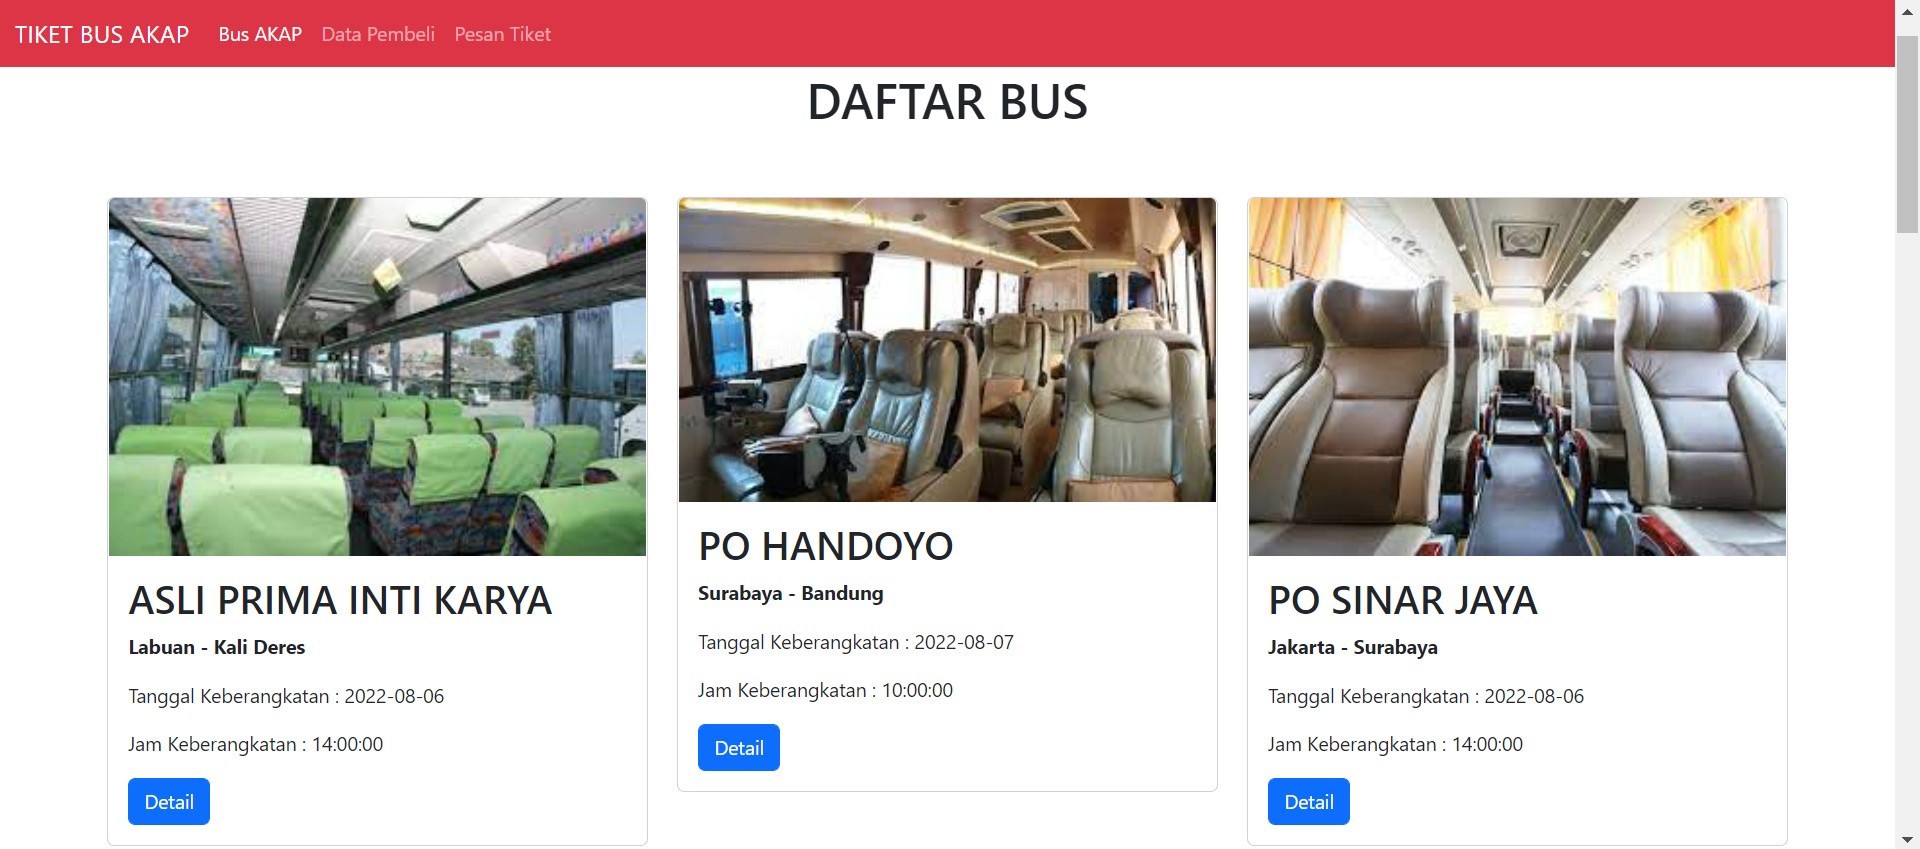 TIKET BUS AKAP Bus AKAP Data Pembeli Pesan Tiket
DAFTAR BUS
ASLI PRIMA INTI KARYA
Labuan - Kali Deres
Tanggal Keberangkatan : 2022-08-06
Jam Keberangkatan : 14:00:00
Detail
PO HANDOYO
Surabaya - Bandung
Tanggal Keberangkatan : 2022-08-07
Jam Keberangkatan : 10:00:00
Detail
PO SINAR JAYA
Jakarta - Surabaya
Tanggal Keberangkatan : 2022-08-06
Jam Keberangkatan : 14:00:00
Detail